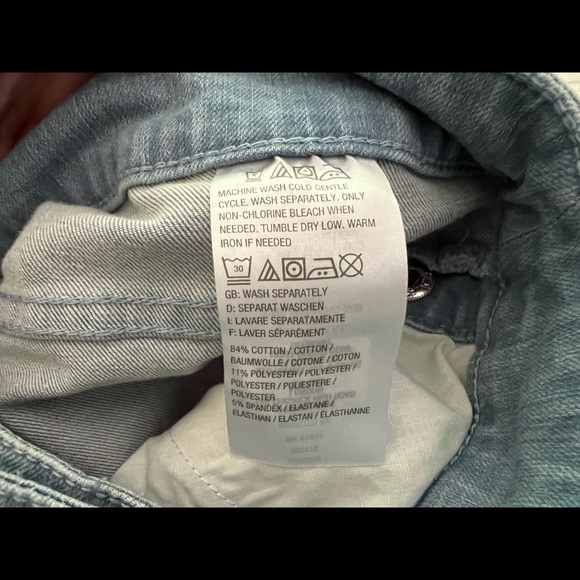 MACHINE WASH COLD GENTLE
CYCLE. WASH SEPARATELY. ONLY
NON-CHLORINE BLEACH WHEN
NEEDED. TUMBLE DRY LOW. WARM
IRON IF NEEDED
30
GB: WASH SEPARATELY
D: SEPARAT WASCHEN
I: LAVARE SEPARATAMENTE
F: LAVER SÉPARÉMENT
84% COTTON / COTTON /
BAUMWOLLE / COTONE / COTON
11% POLYESTER / POLYESTER /
POLYESTER / POLIESTERE /
POLYESTER
5% SPANDEX / ELASTANE /
ELASTHAN / ELASTAN / ÉLASTHANNE